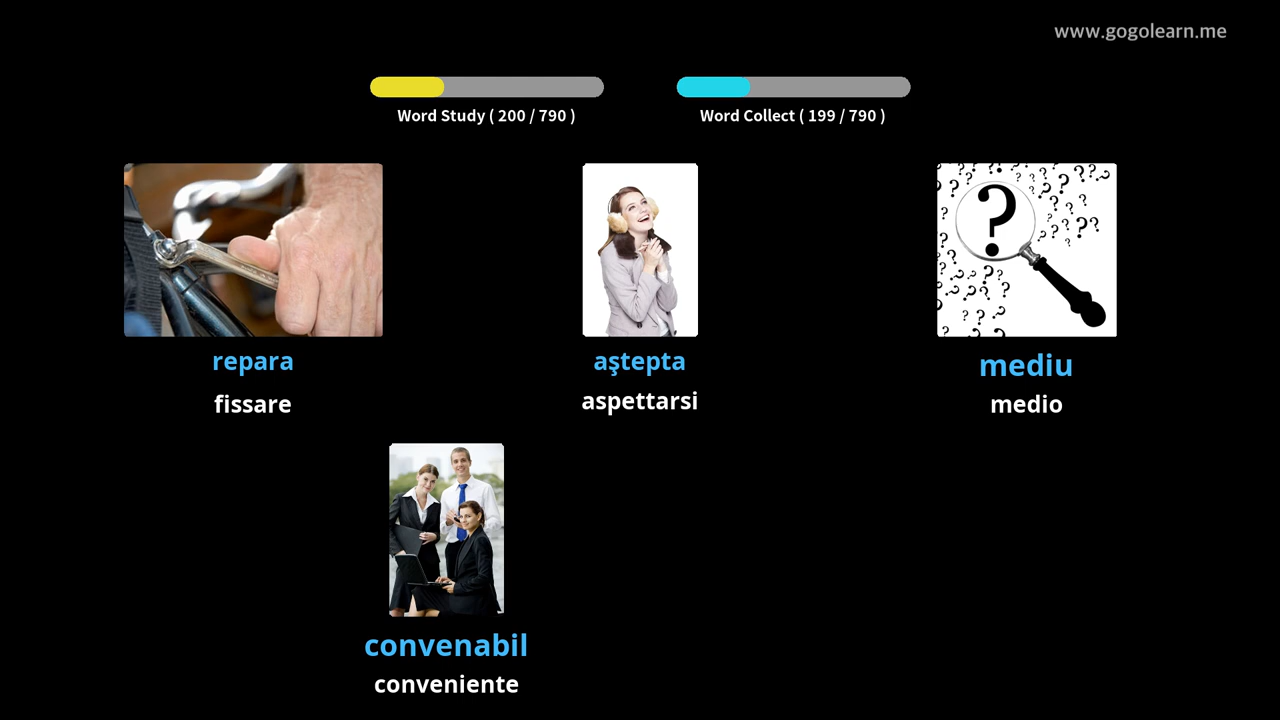 www.gogolearn.me
Word Study ( 200 / 790 )
Word Collect ( 199 / 790 )
repara
fissare
aştepta
aspettarsi
mediu
medio
convenabil
conveniente